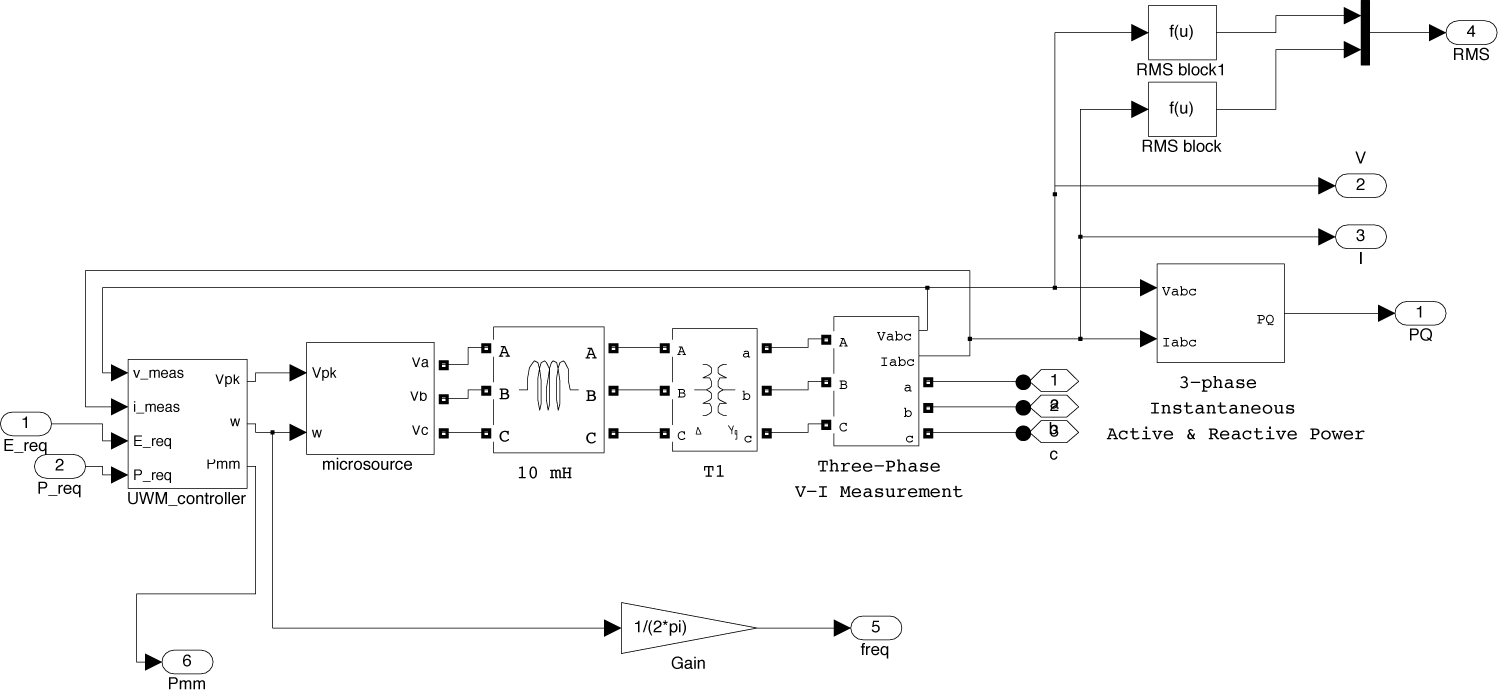 f(u)
RMS block1
4
RMS
f(u)
RMS block
V
2
3
I
Vabc
Iabc
PQ
1
PQ
3-phase
Instantaneous
Active & Reactive Power
v_meas
i_meas
E_req
P_req
Vpk
w
Pmm
UWM_controller
1
E_req
2
P_req
Vpk
w
Va
Vb
Vc
microsource
A
B
C
A
B
C
10 mH
A
B
C
a
b
c
Δ
Yg
T1
A
B
C
Vabc
Iabc
a
b
c
Three-Phase
V-I Measurement
1
2
3
c
1/(2*pi)
Gain
5
freq
6
Pmm